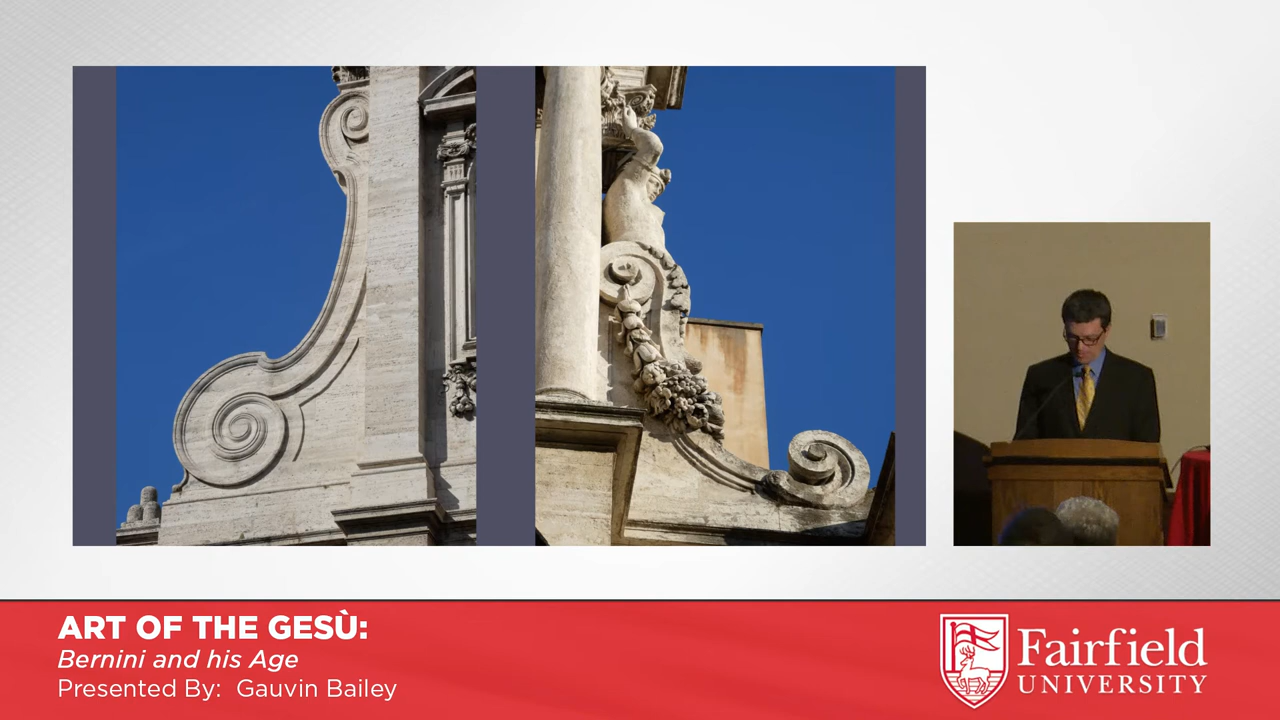 ART OF THE GESÙ:
Bernini and his Age
Presented By: Gauvin Bailey
Fairfield
UNIVERSITY